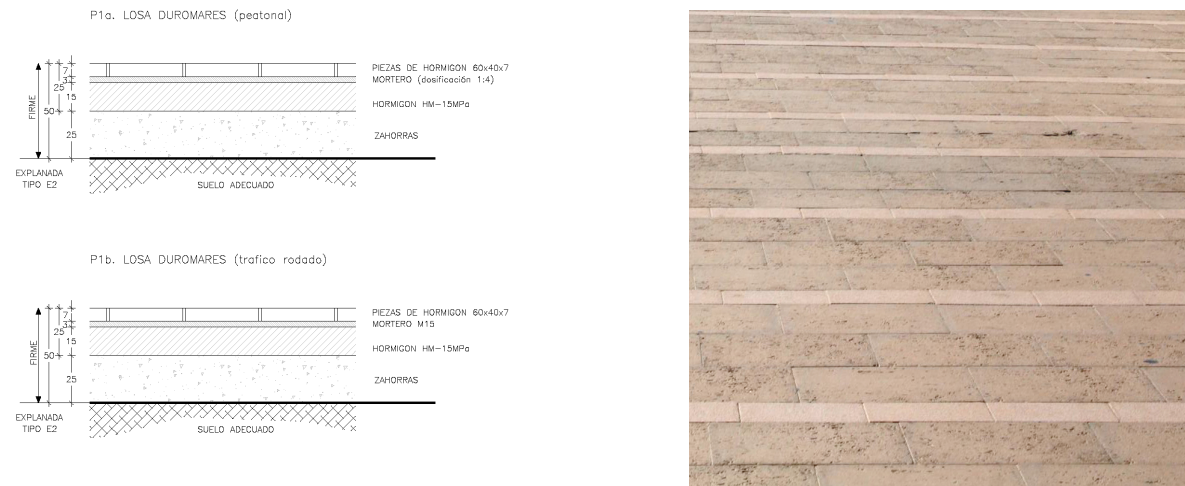 P1a. LOSA DUROMARES (peatonal)
PIEZAS DE HORMIGON 60x40x7
MORTERO (dosificación 1:4)
HORMIGON HM-15MPa
ZAHORRAS
FIRME
7
3
25
15
50
25
EXPLANADA
TIPO E2
SUELO ADECUADO
P1b. LOSA DUROMARES (trafico rodado)
PIEZAS DE HORMIGON 60x40x7
MORTERO M15
HORMIGON HM-15MPa
ZAHORRAS
FIRME
7
3
25
15
50
25
EXPLANADA
TIPO E2
SUELO ADECUADO